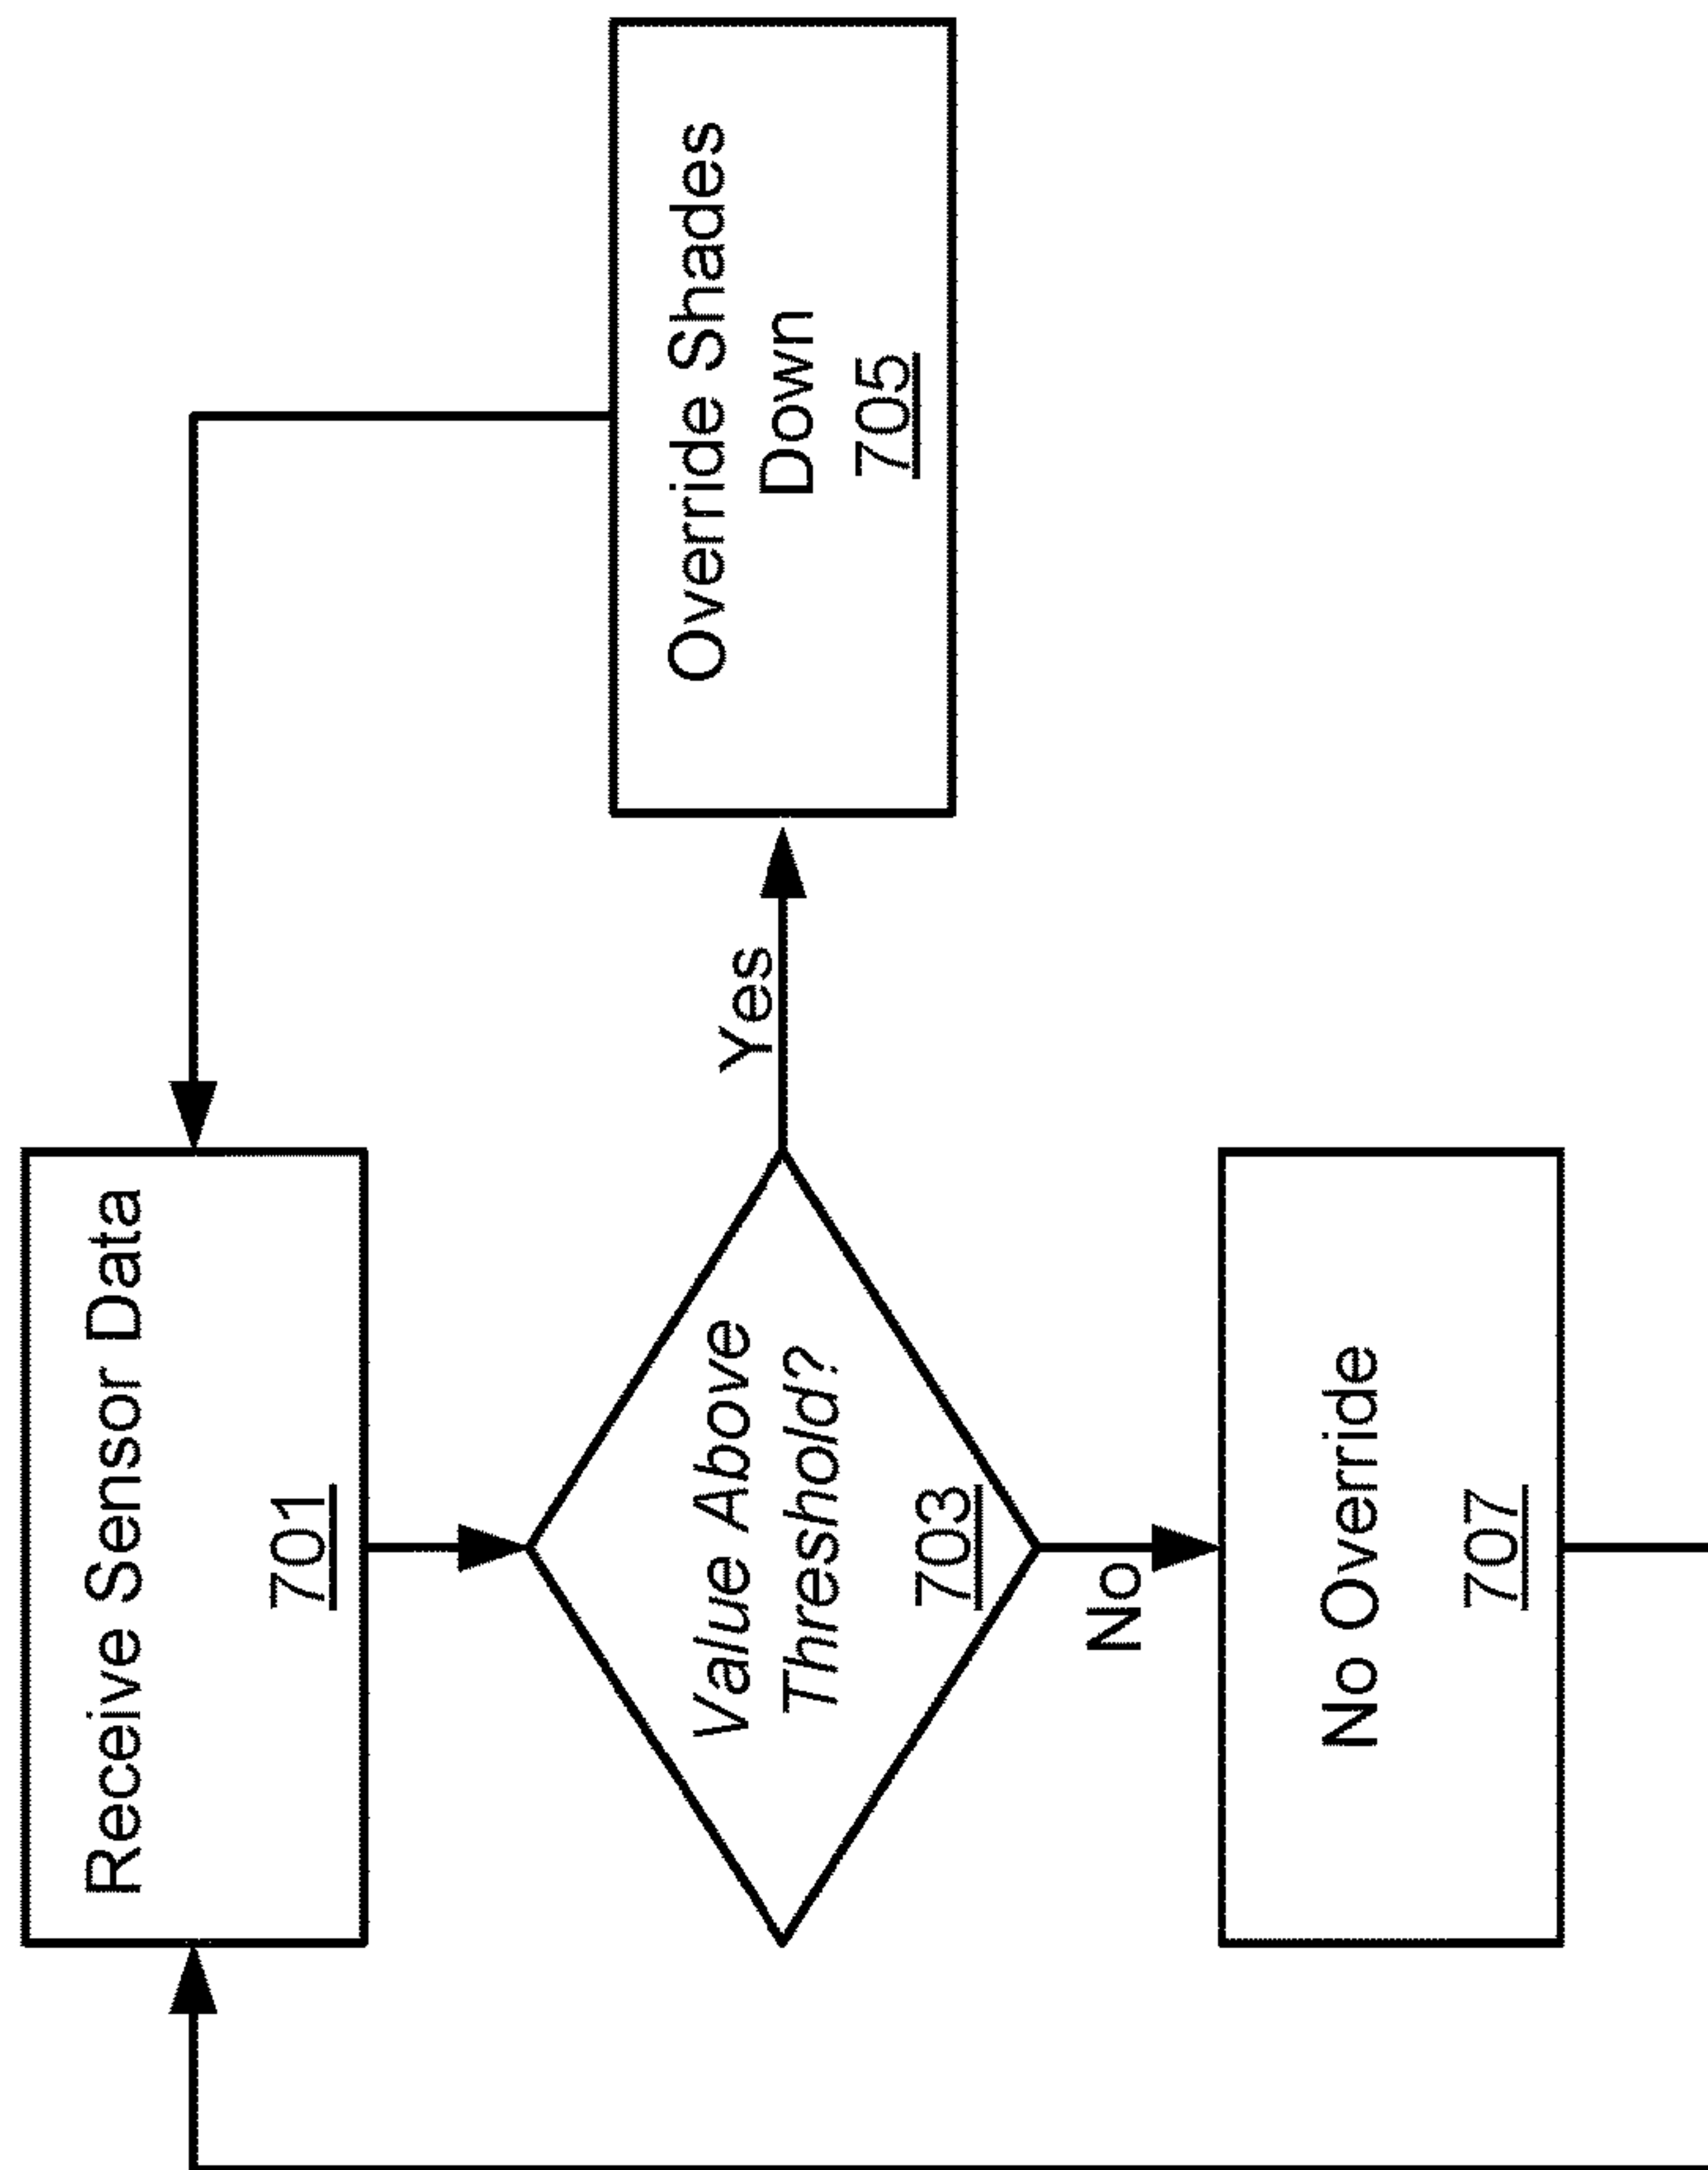 Receive Sensor Data
701
Value Above
Threshold?
703
Yes
Override Shades
Down
705
No
No Override
707